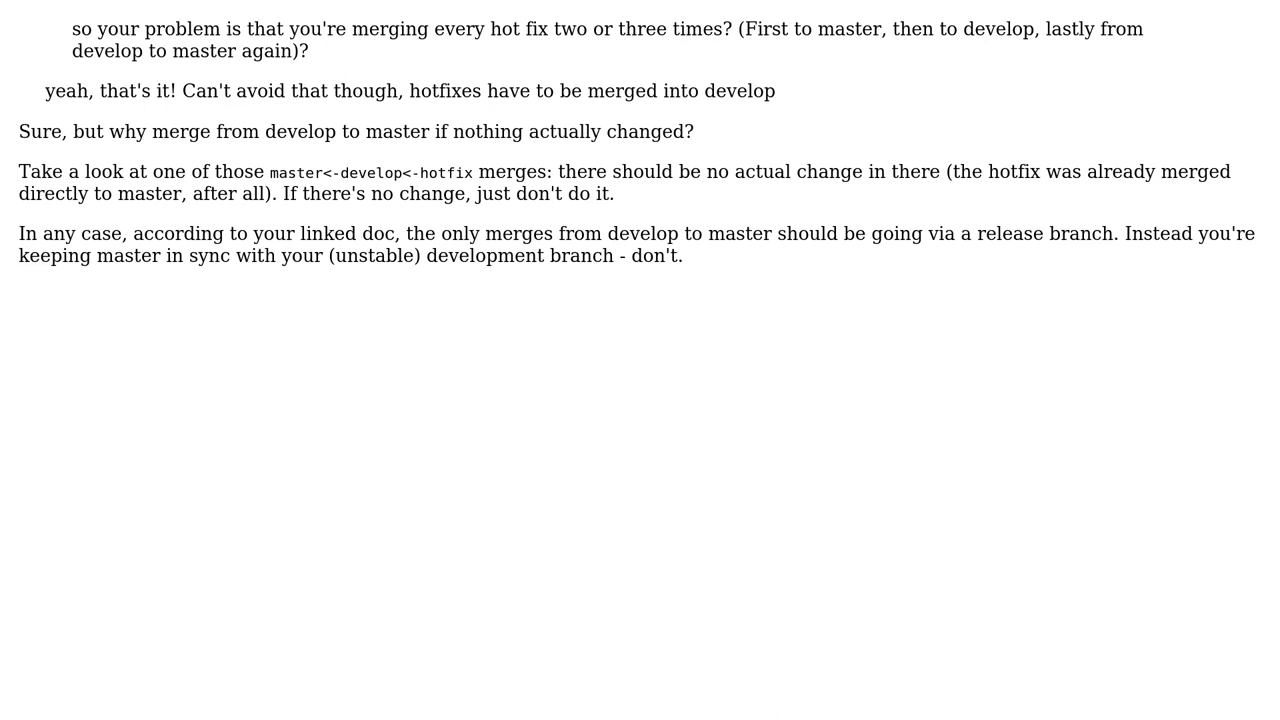 so your problem is that you're merging every hot fix two or three times? (First to master, then to develop, lastly from
develop to master again)?
yeah, that's it! Can't avoid that though, hotfixes have to be merged into develop
Sure, but why merge from develop to master if nothing actually changed?
Take a look at one of those master<-develop<-hotfix merges: there should be no actual change in there (the hotfix was already merged
directly to master, after all). If there's no change, just don't do it.
In any case, according to your linked doc, the only merges from develop to master should be going via a release branch. Instead you're
keeping master in sync with your (unstable) development branch - don't.